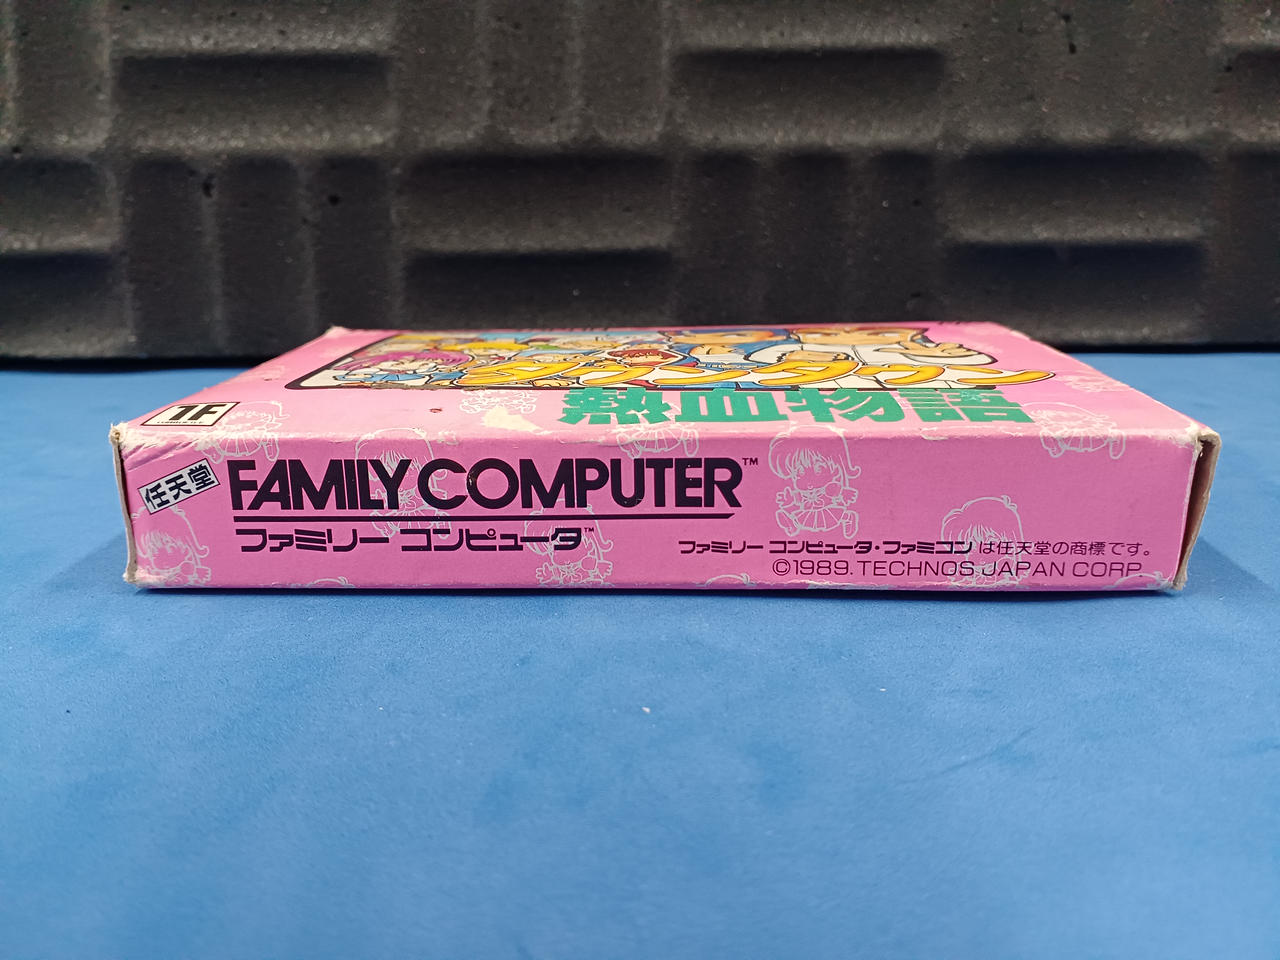 ダウンタウン
熱血物語
TF
任天堂
FAMILY COMPUTER™
ファミリー コンピュータ™
ファミリー コンピュータ・ファミコン は任天堂の商標です。
©1989. TECHNOS JAPAN CORP.